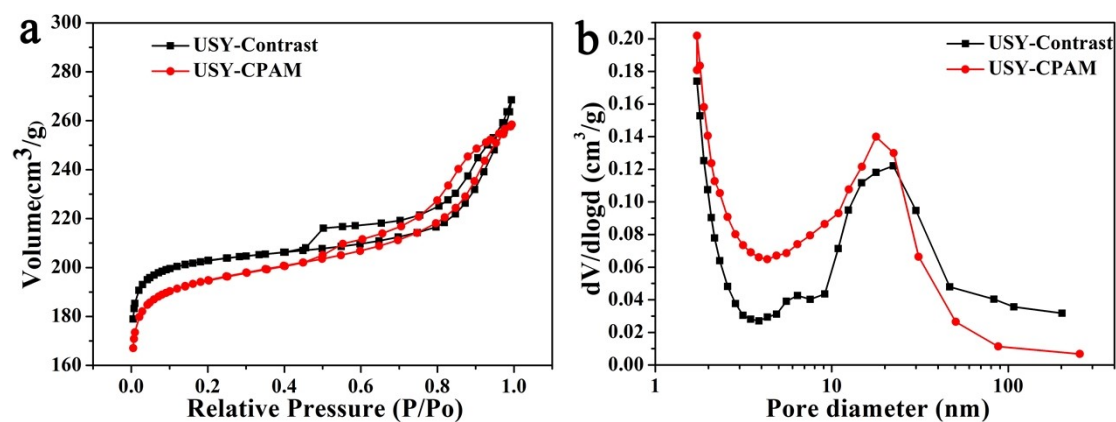 a
USY-Contrast
USY-CPAM
Volume(cm³/g)
300
280
260
240
220
200
180
160
0.0 0.2 0.4 0.6 0.8 1.0
Relative Pressure (P/Po)
b
USY-Contrast
USY-CPAM
dV/dlogd (cm³/g)
0.20
0.18
0.16
0.14
0.12
0.10
0.08
0.06
0.04
0.02
0.00
1 10 100
Pore diameter (nm)